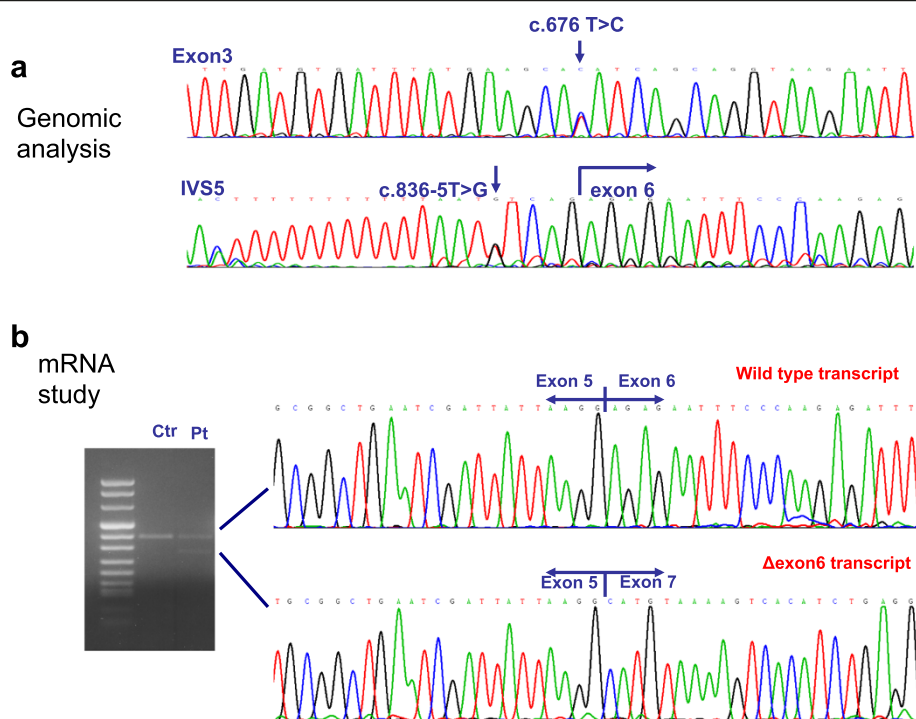 a
Genomic
analysis
c.676 T>C
Exon3
T T G A T G T G A T T T A T G A A G C A C A T C A G C A G G T A A G A A T T
IVS5
c.836-5T>G
exon 6
A C T T T T T T T T T T T A A T G T C A G A G A G A A T T T C C C A A G A G
b
mRNA
study
Ctr Pt
Wild type transcript
Exon 5 Exon 6
G C G G C T G A A T C G A T T A T T A A G G A G A G A A T T T C C C A A G A G A T T T
Δexon6 transcript
Exon 5 Exon 7
T G C G G C T G A A T C G A T T A T T A A G G C A T G T A A A A G T C A C A T C T G A G G